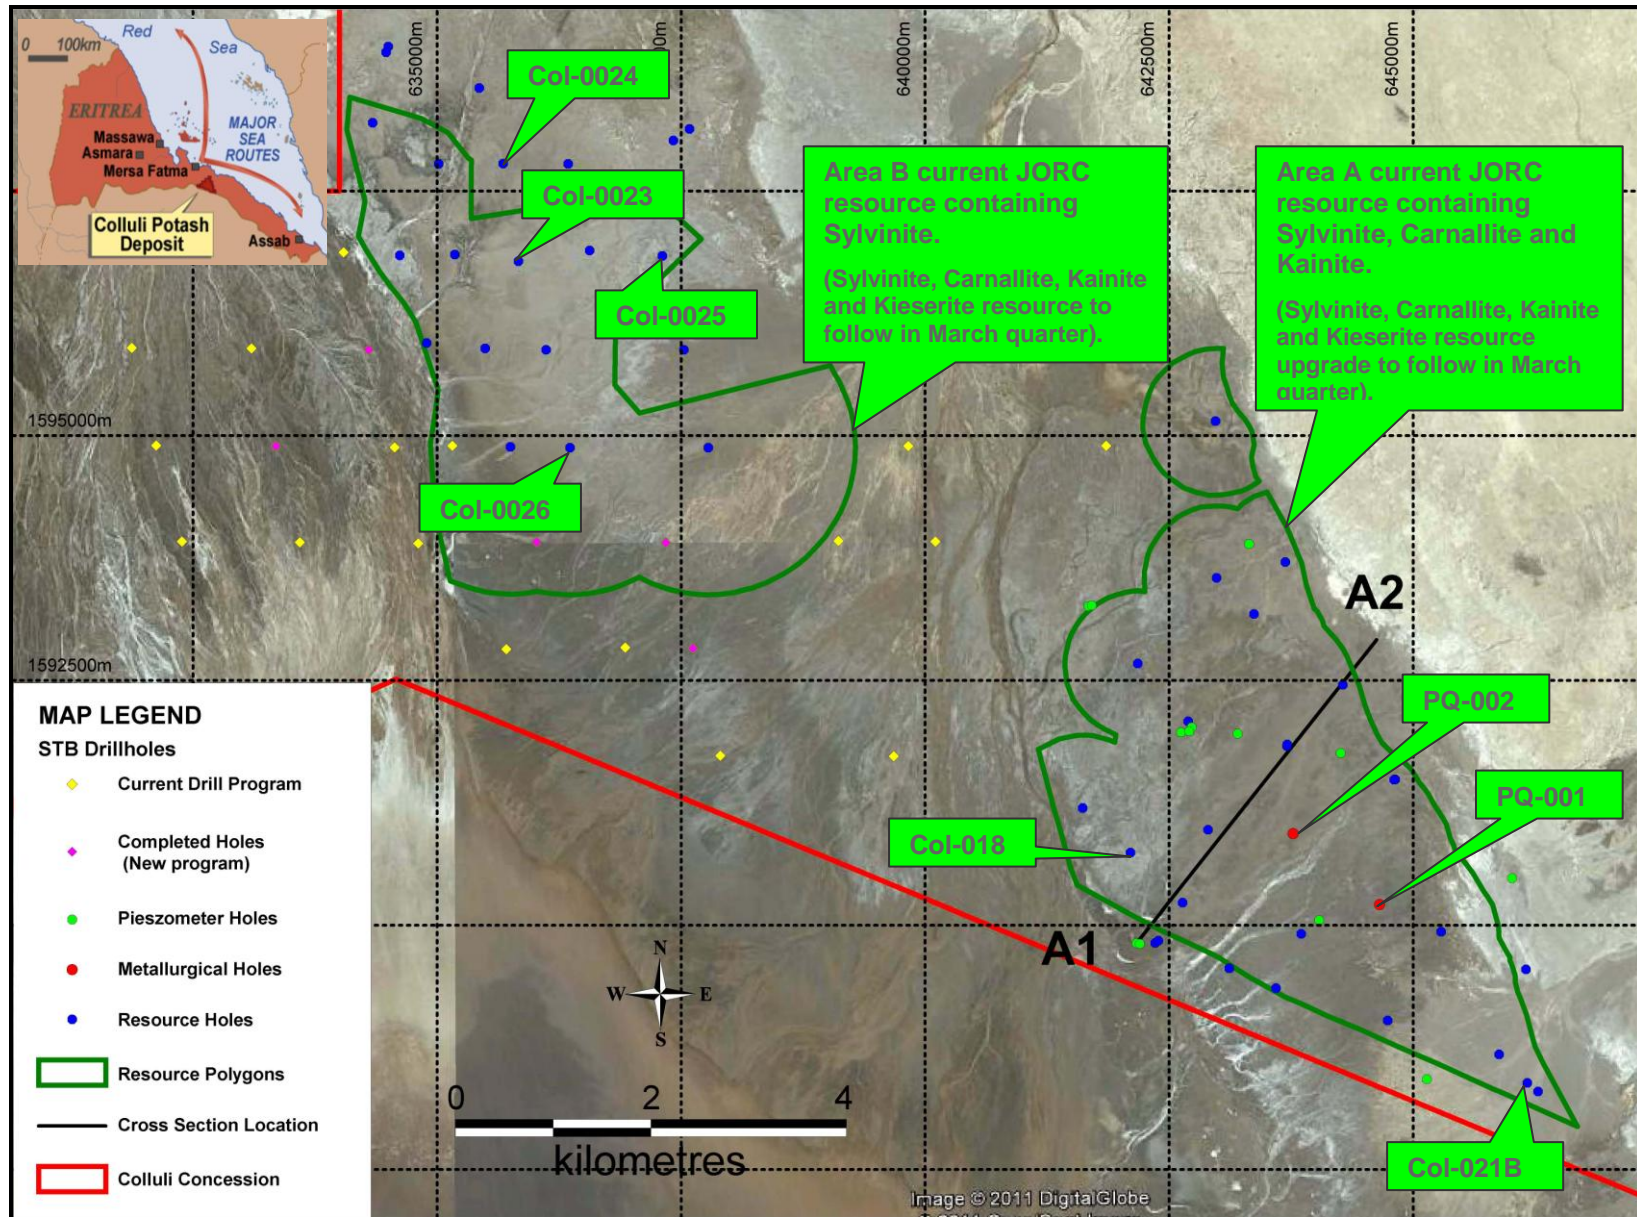 0 100km
Red
Sea
ERITREA
Massawa
Asmara
Mersa Fatma
MAJOR
SEA
ROUTES
Colluli Potash
Deposit
Assab
635000m
640000m
642500m
645000m
1595000m
1592500m
Col-0024
Col-0023
Col-0025
Col-0026
Area B current JORC
resource containing
Sylvinite.
(Sylvinite, Carnallite, Kainite
and Kieserite resource to
follow in March quarter).
Area A current JORC
resource containing
Sylvinite, Carnallite and
Kainite.
(Sylvinite, Carnallite, Kainite
and Kieserite resource
upgrade to follow in March
quarter).
A2
PQ-002
PQ-001
Col-018
A1
Col-021B
MAP LEGEND
STB Drillholes
Current Drill Program
Completed Holes
(New program)
Pieszometer Holes
Metallurgical Holes
Resource Holes
Resource Polygons
Cross Section Location
Colluli Concession
N
W E
S
0 2 4
kilometres
Image © 2011 DigitalGlobe